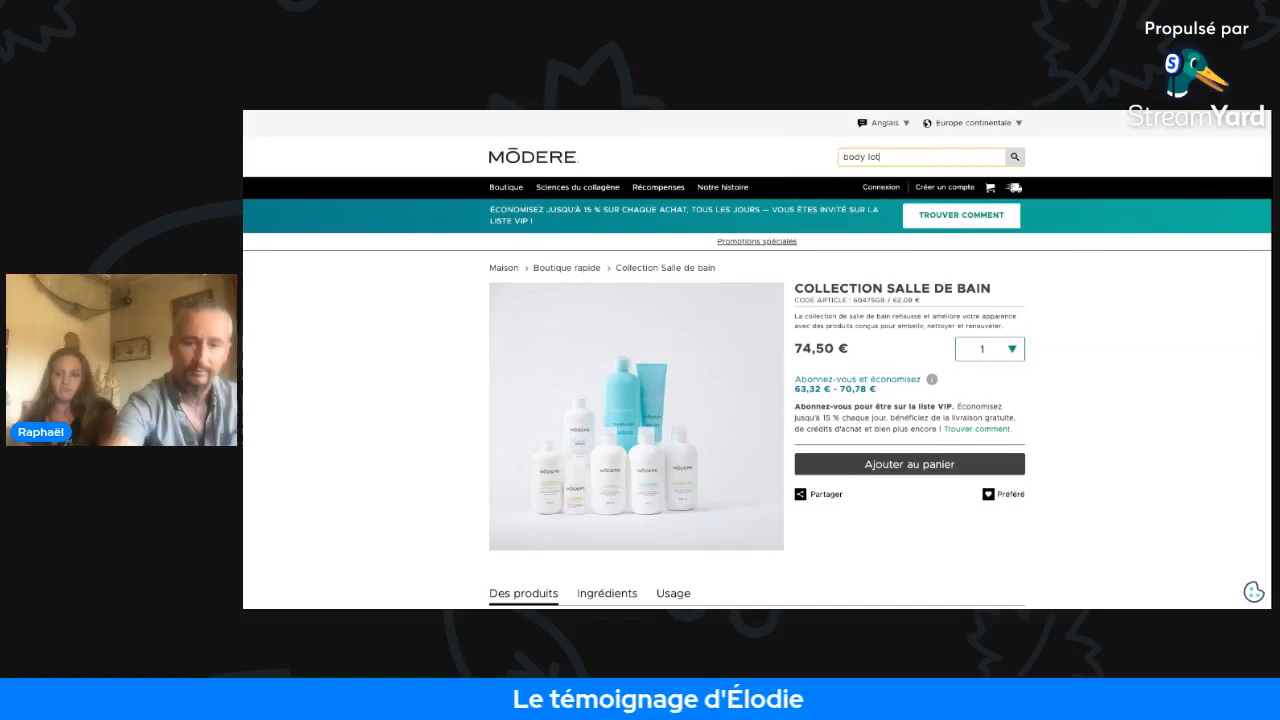 Propulsé par
StreamYard
Anglais
Europe continentale
MŌDERE.
body lot
Boutique
Sciences du collagène
Récompenses
Notre histoire
Connexion
Créer un compte
ÉCONOMISEZ JUSQU'À 15 % SUR CHAQUE ACHAT, TOUS LES JOURS — VOUS ÊTES INVITÉ SUR LA
LISTE VIP !
TROUVER COMMENT
Promotions spéciales
Maison > Boutique rapide > Collection Salle de bain
COLLECTION SALLE DE BAIN
CODE ARTICLE : 60475GB / 62,08 €
La collection de salle de bain rehausse et améliore votre apparence
avec des produits conçus pour embellir, nettoyer et renouveler.
74,50 €
1
Abonnez-vous et économisez
63,32 € - 70,78 €
Abonnez-vous pour être sur la liste VIP. Économisez
jusqu'à 15 % chaque jour, bénéficiez de la livraison gratuite,
de crédits d'achat et bien plus encore ! Trouver comment.
Ajouter au panier
Partager
Préféré
MŌDERE
MŌDERE
MŌDERE
MŌDERE
Raphaël
Des produits
Ingrédients
Usage
Le témoignage d'Élodie